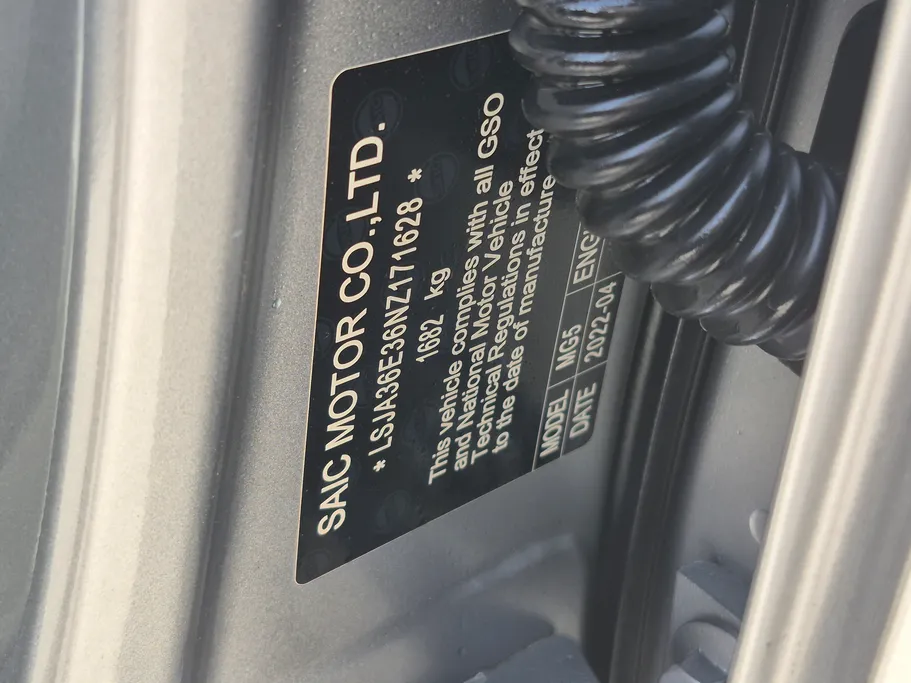 SAIC MOTOR CO.,LTD.
* LSJA36E36NZ171628 *
1682 kg
This vehicle complies with all GSO
and National Motor Vehicle
Technical Regulations in effect
to the date of manufacture
MODEL MG5
DATE 2022-04